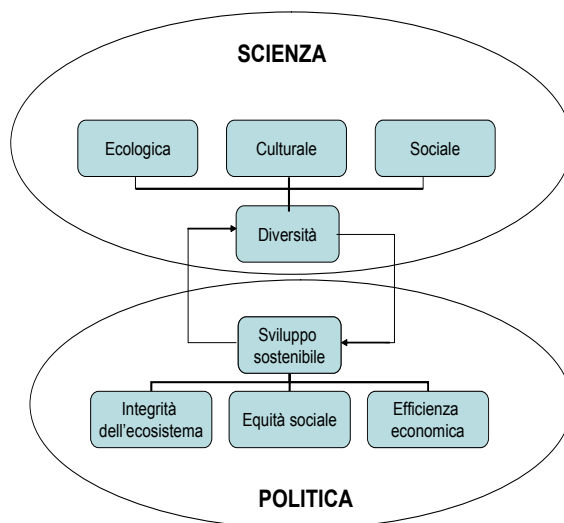 SCIENZA
Ecologica
Culturale
Sociale
Diversità
Sviluppo
sostenibile
Integrità
dell'ecosistema
Equità sociale
Efficienza
economica
POLITICA